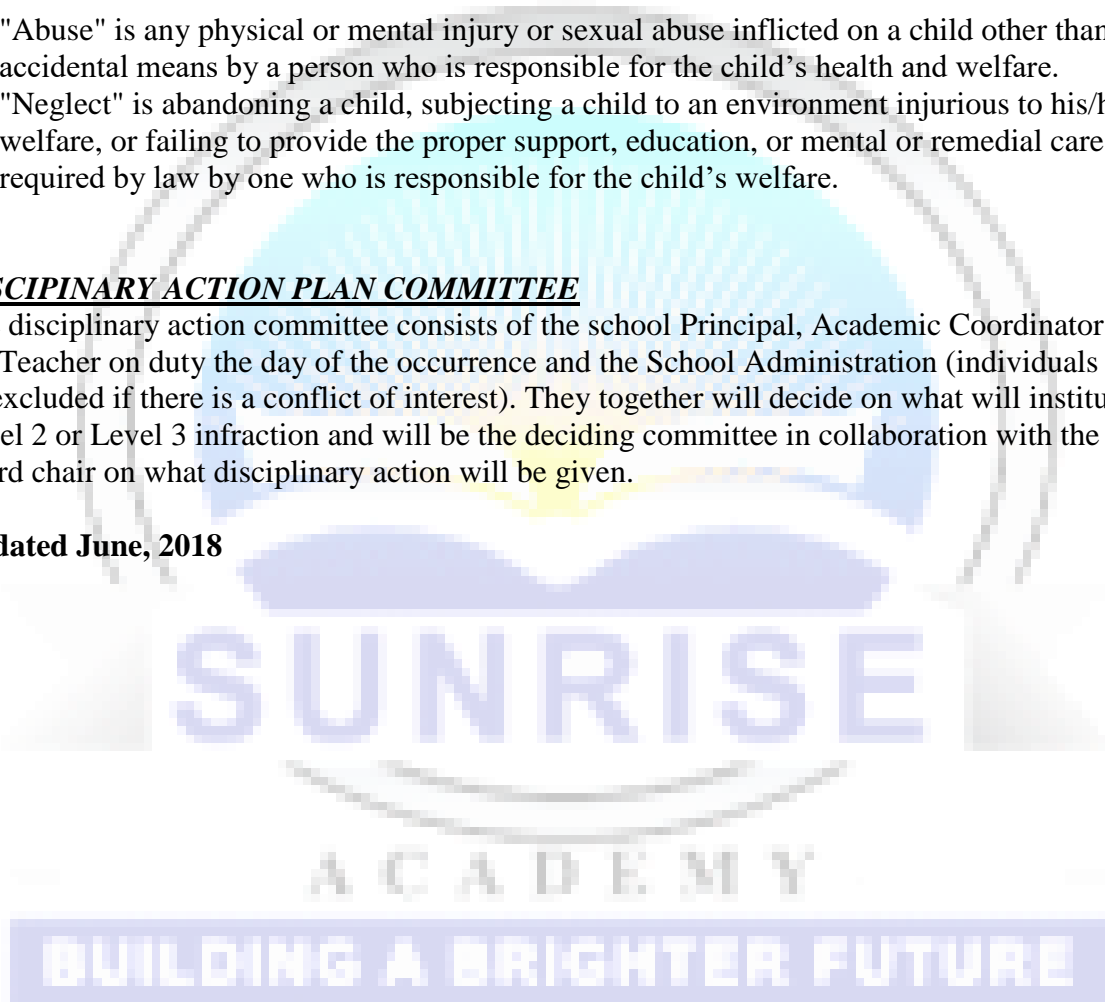 "Abuse" is any physical or mental injury or sexual abuse inflicted on a child other than
accidental means by a person who is responsible for the child’s health and welfare.
"Neglect" is abandoning a child, subjecting a child to an environment injurious to his/h
welfare, or failing to provide the proper support, education, or mental or remedial care
required by law by one who is responsible for the child’s welfare.
SCIPINARY ACTION PLAN COMMITTEE
disciplinary action committee consists of the school Principal, Academic Coordinator
Teacher on duty the day of the occurrence and the School Administration (individuals
excluded if there is a conflict of interest). They together will decide on what will institu
el 2 or Level 3 infraction and will be the deciding committee in collaboration with the
rd chair on what disciplinary action will be given.
dated June, 2018
SUNRISE
ACADEMY
BUILDING A BRIGHTER FUTURE